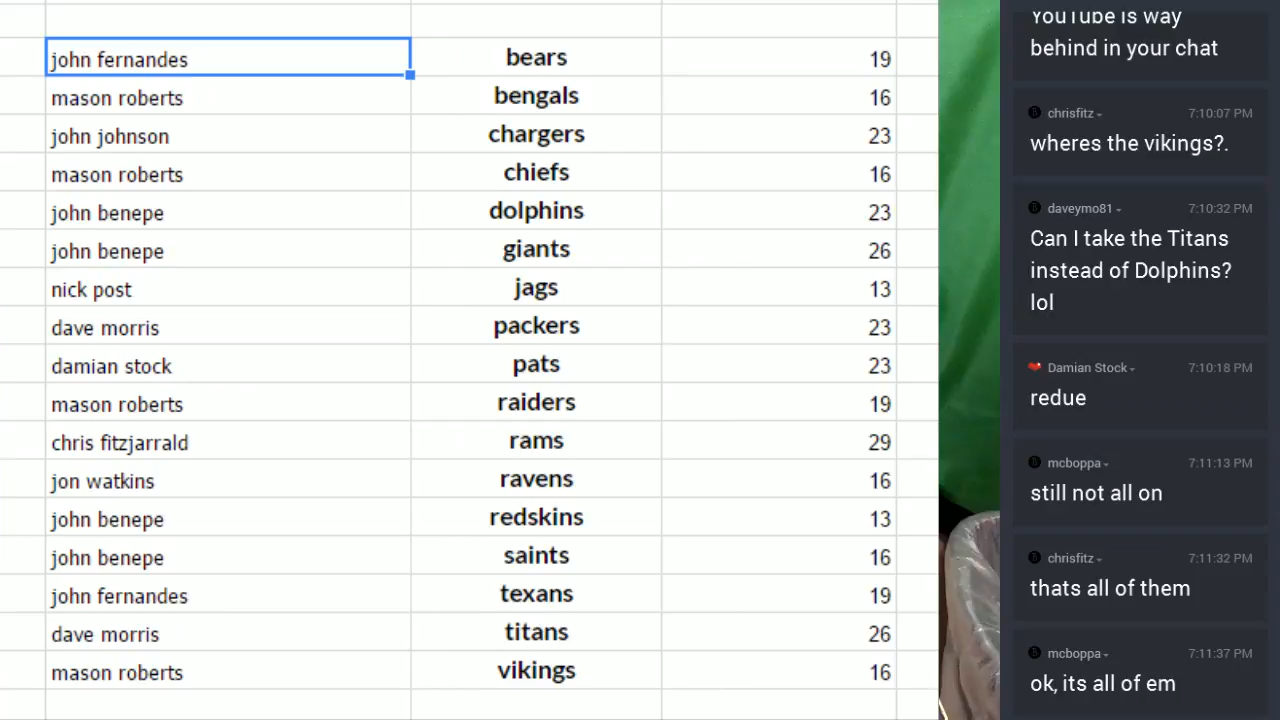 john fernandes bears 19
mason roberts bengals 16
john johnson chargers 23
mason roberts chiefs 16
john benepe dolphins 23
john benepe giants 26
nick post jags 13
dave morris packers 23
damian stock pats 23
mason roberts raiders 19
chris fitzjarrald rams 29
jon watkins ravens 16
john benepe redskins 13
john benepe saints 16
john fernandes texans 19
dave morris titans 26
mason roberts vikings 16
YouTube is way
behind in your chat
chrisfitz 7:10:07 PM
wheres the vikings?.
daveymo81 7:10:32 PM
Can I take the Titans
instead of Dolphins?
lol
Damian Stock 7:10:18 PM
redue
mcboppa 7:11:13 PM
still not all on
chrisfitz 7:11:32 PM
thats all of them
mcboppa 7:11:37 PM
ok, its all of em